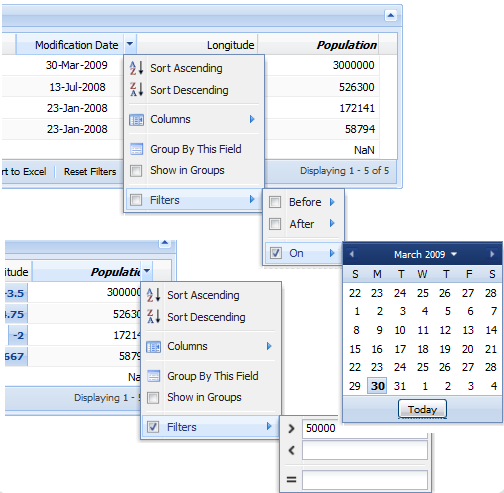 Modification Date Longitude Population
30-Mar-2009 3000000
13-Jul-2008 526300
23-Jan-2008 172141
23-Jan-2008 58794
NaN
Sort Ascending
Sort Descending
Columns
Group By This Field
Show in Groups
Filters
rt to Excel Reset Filters Displaying 1 - 5 of 5
Before
After
On
March 2009
S M T W T F S
22 23 24 25 26 27 28
1 2 3 4 5 6 7
8 9 10 11 12 13 14
15 16 17 18 19 20 21
22 23 24 25 26 27 28
29 30 31 1 2 3 4
Today
itude Populatio
-3.5 300000
.75 52630
-2 17214
667 5879
Na
Displaying 1 - 5
Sort Ascending
Sort Descending
Columns
Group By This Field
Show in Groups
Filters
> 50000
<
=